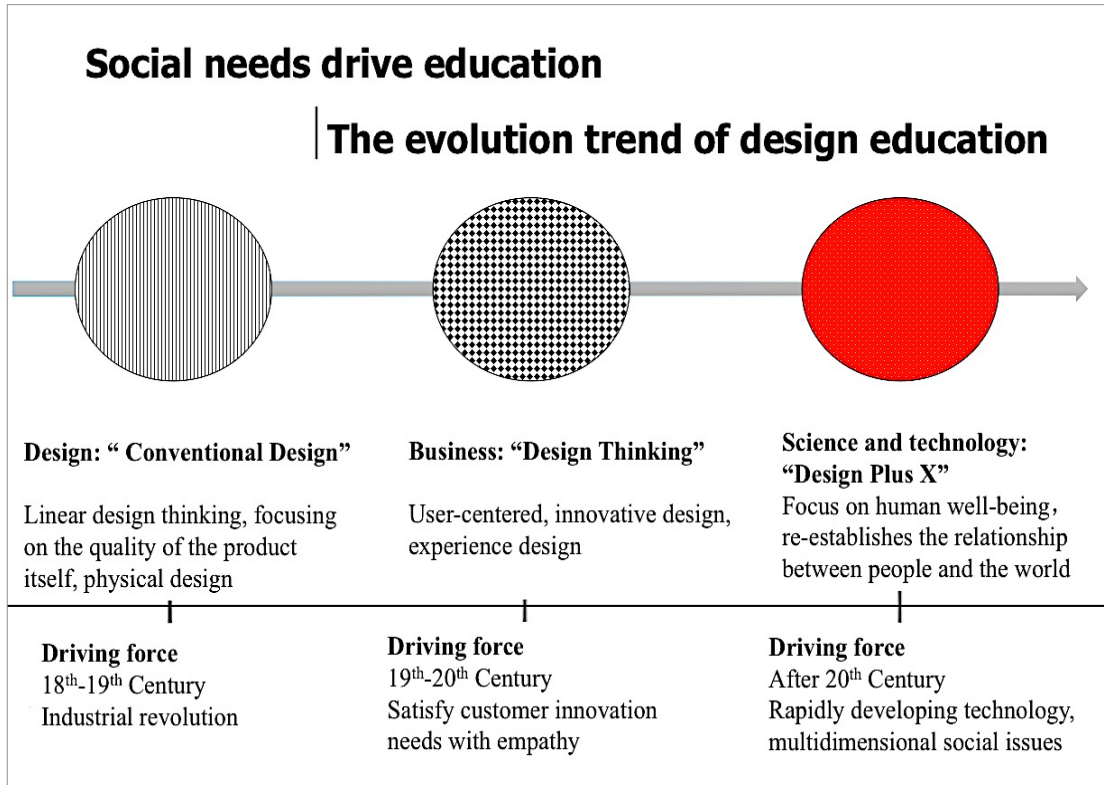 Social needs drive education
The evolution trend of design education
Design: “ Conventional Design”
Linear design thinking, focusing
on the quality of the product
itself, physical design
Business: “Design Thinking”
User-centered, innovative design,
experience design
Science and technology:
“Design Plus X”
Focus on human well-being，
re-establishes the relationship
between people and the world
Driving force
18th-19th Century
Industrial revolution
Driving force
19th-20th Century
Satisfy customer innovation
needs with empathy
Driving force
After 20th Century
Rapidly developing technology,
multidimensional social issues